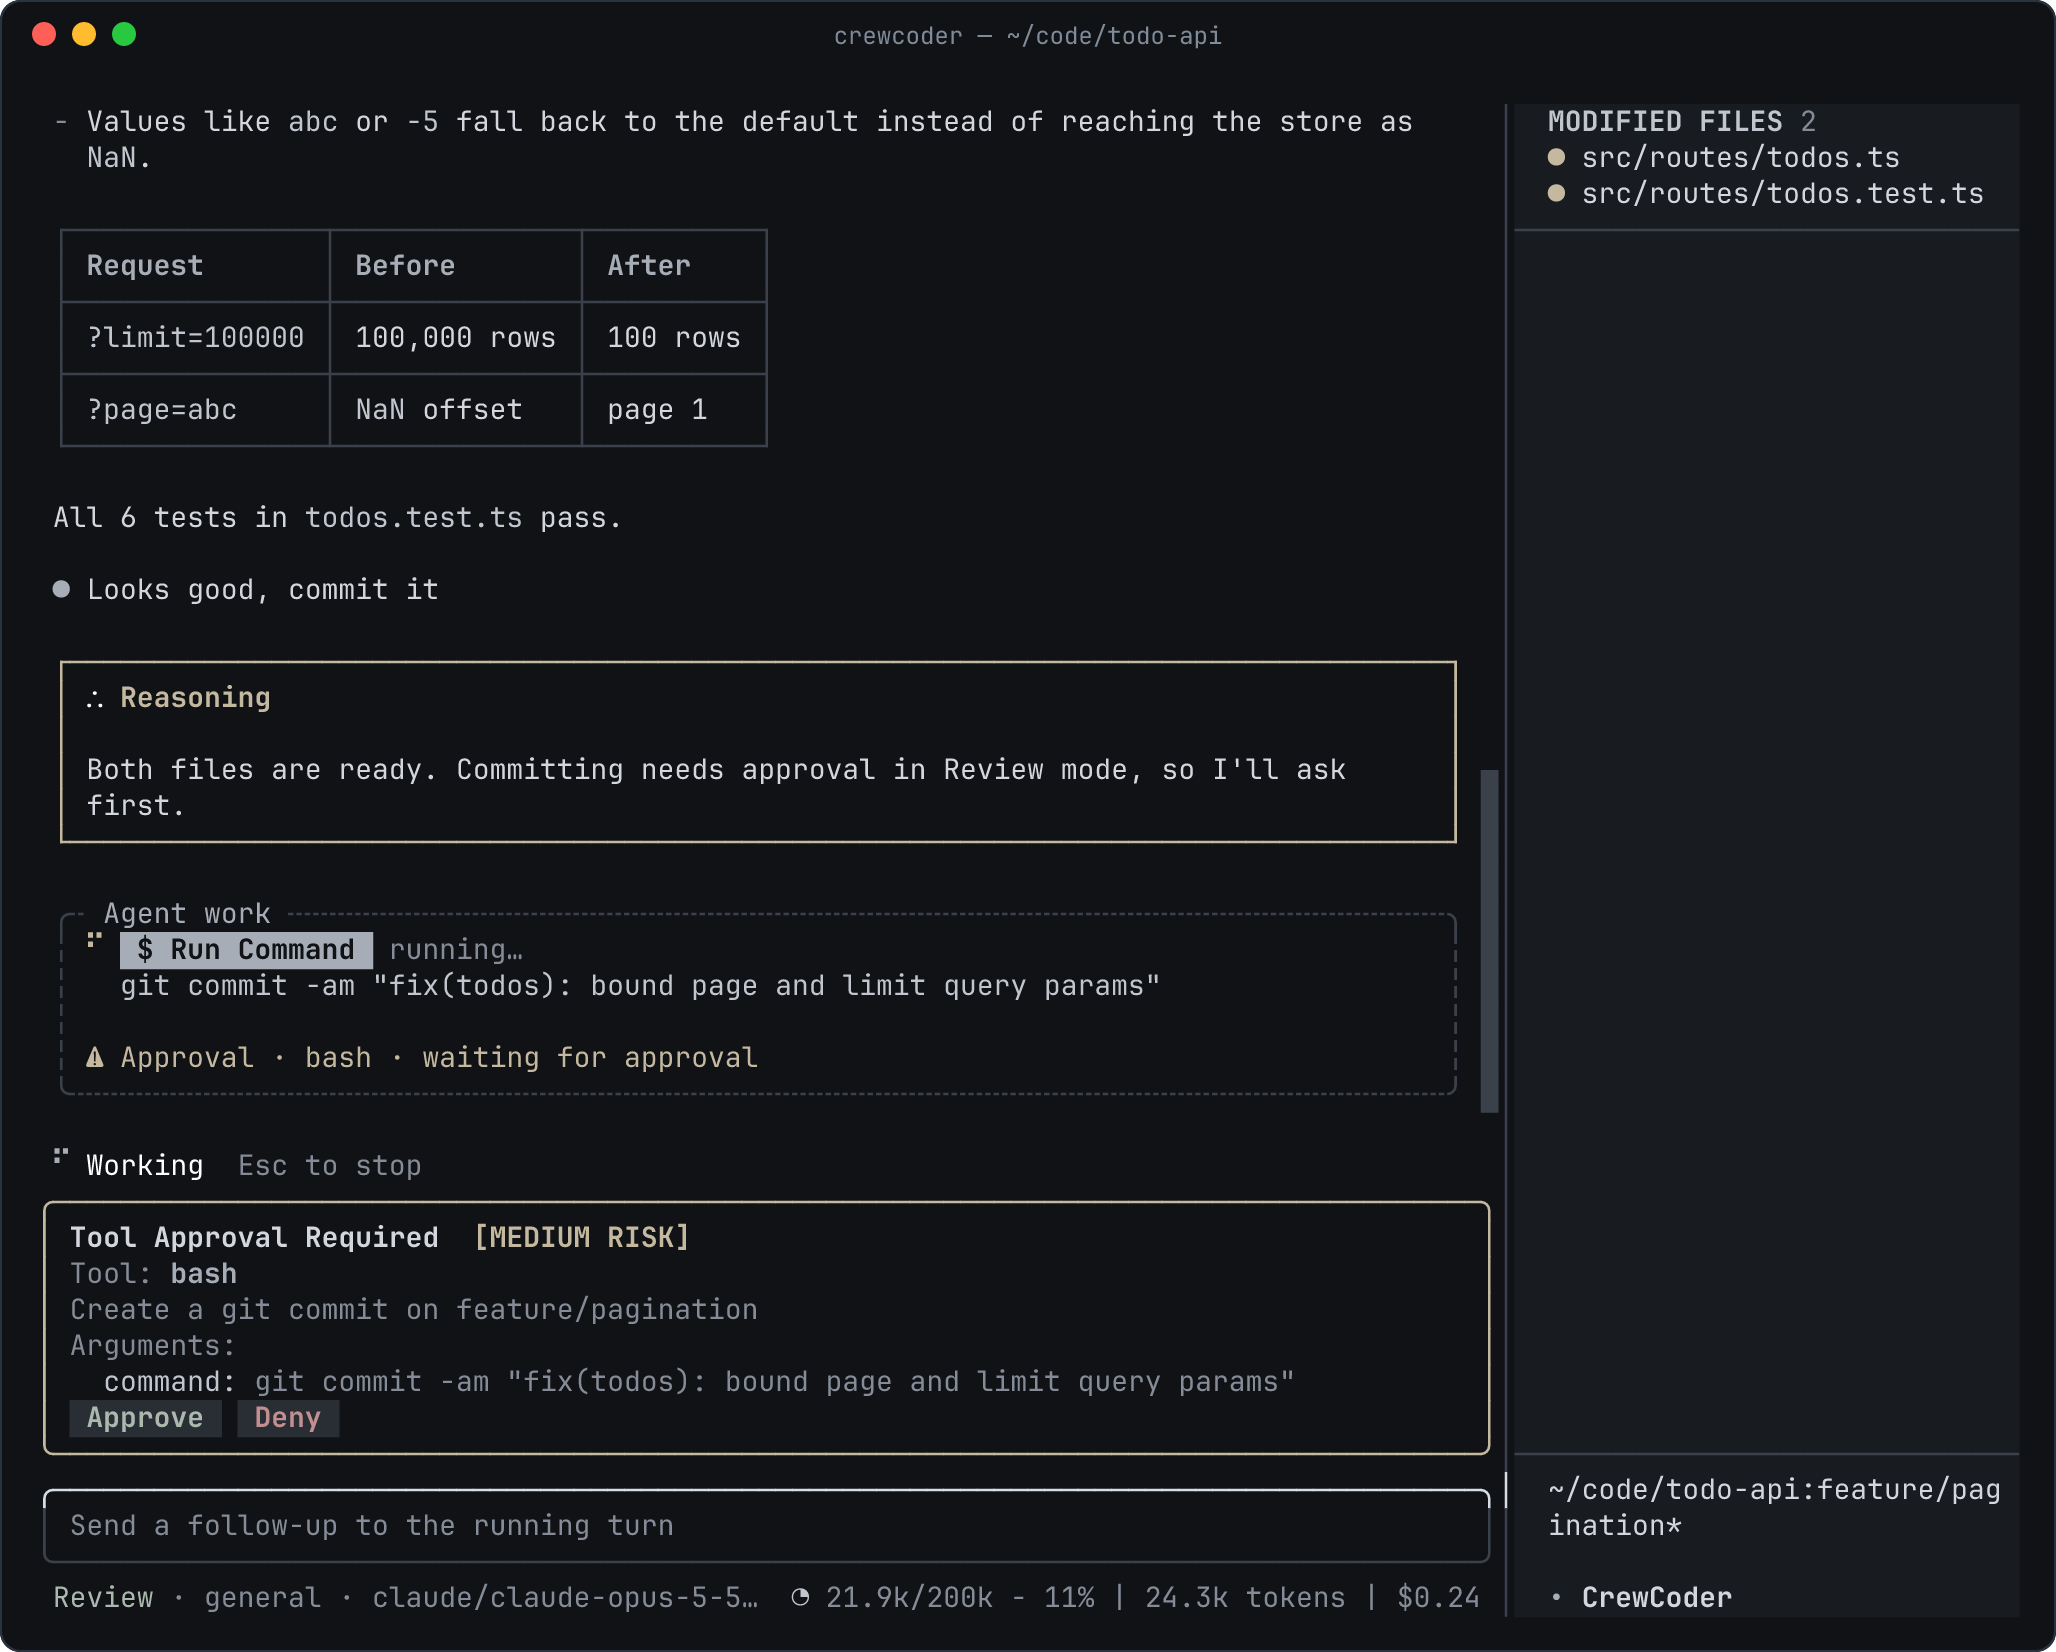 crewcoder — ~/code/todo-api
- Values like abc or -5 fall back to the default instead of reaching the store as
NaN.
Request Before After
?limit=100000 100,000 rows 100 rows
?page=abc NaN offset page 1
All 6 tests in todos.test.ts pass.
● Looks good, commit it
∴ Reasoning
Both files are ready. Committing needs approval in Review mode, so I'll ask
first.
Agent work
$ Run Command running…
git commit -am "fix(todos): bound page and limit query params"
⚠ Approval · bash · waiting for approval
Working Esc to stop
Tool Approval Required [MEDIUM RISK]
Tool: bash
Create a git commit on feature/pagination
Arguments:
command: git commit -am "fix(todos): bound page and limit query params"
Approve Deny
Send a follow-up to the running turn
Review · general · claude/claude-opus-5-5… ◔ 21.9k/200k - 11% | 24.3k tokens | $0.24
MODIFIED FILES 2
● src/routes/todos.ts
● src/routes/todos.test.ts
~/code/todo-api:feature/pag
ination*
• CrewCoder